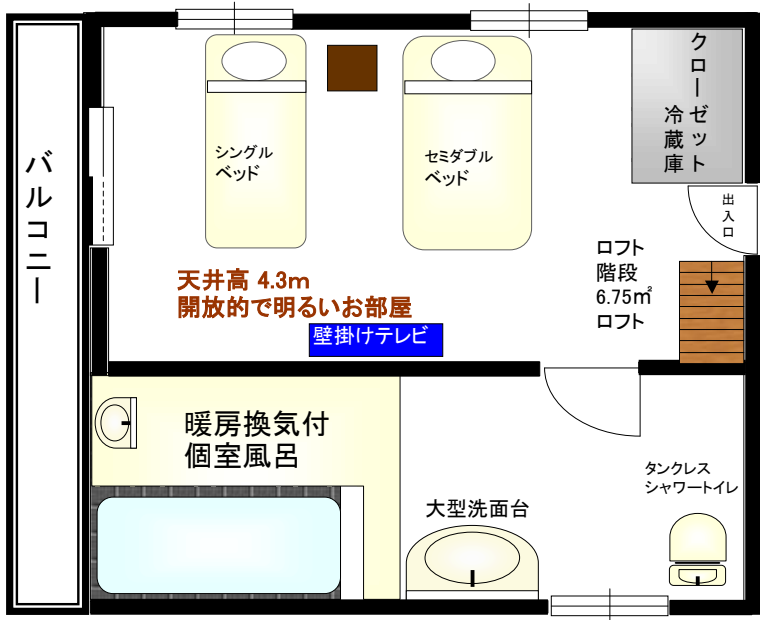 バルコニー
シングル
ベッド
セミダブル
ベッド
クローゼット
冷蔵庫
出入口
天井高 4.3m
開放的で明るいお部屋
壁掛けテレビ
ロフト
階段
6.75㎡
ロフト
暖房換気付
個室風呂
大型洗面台
タンクレス
シャワートイレ